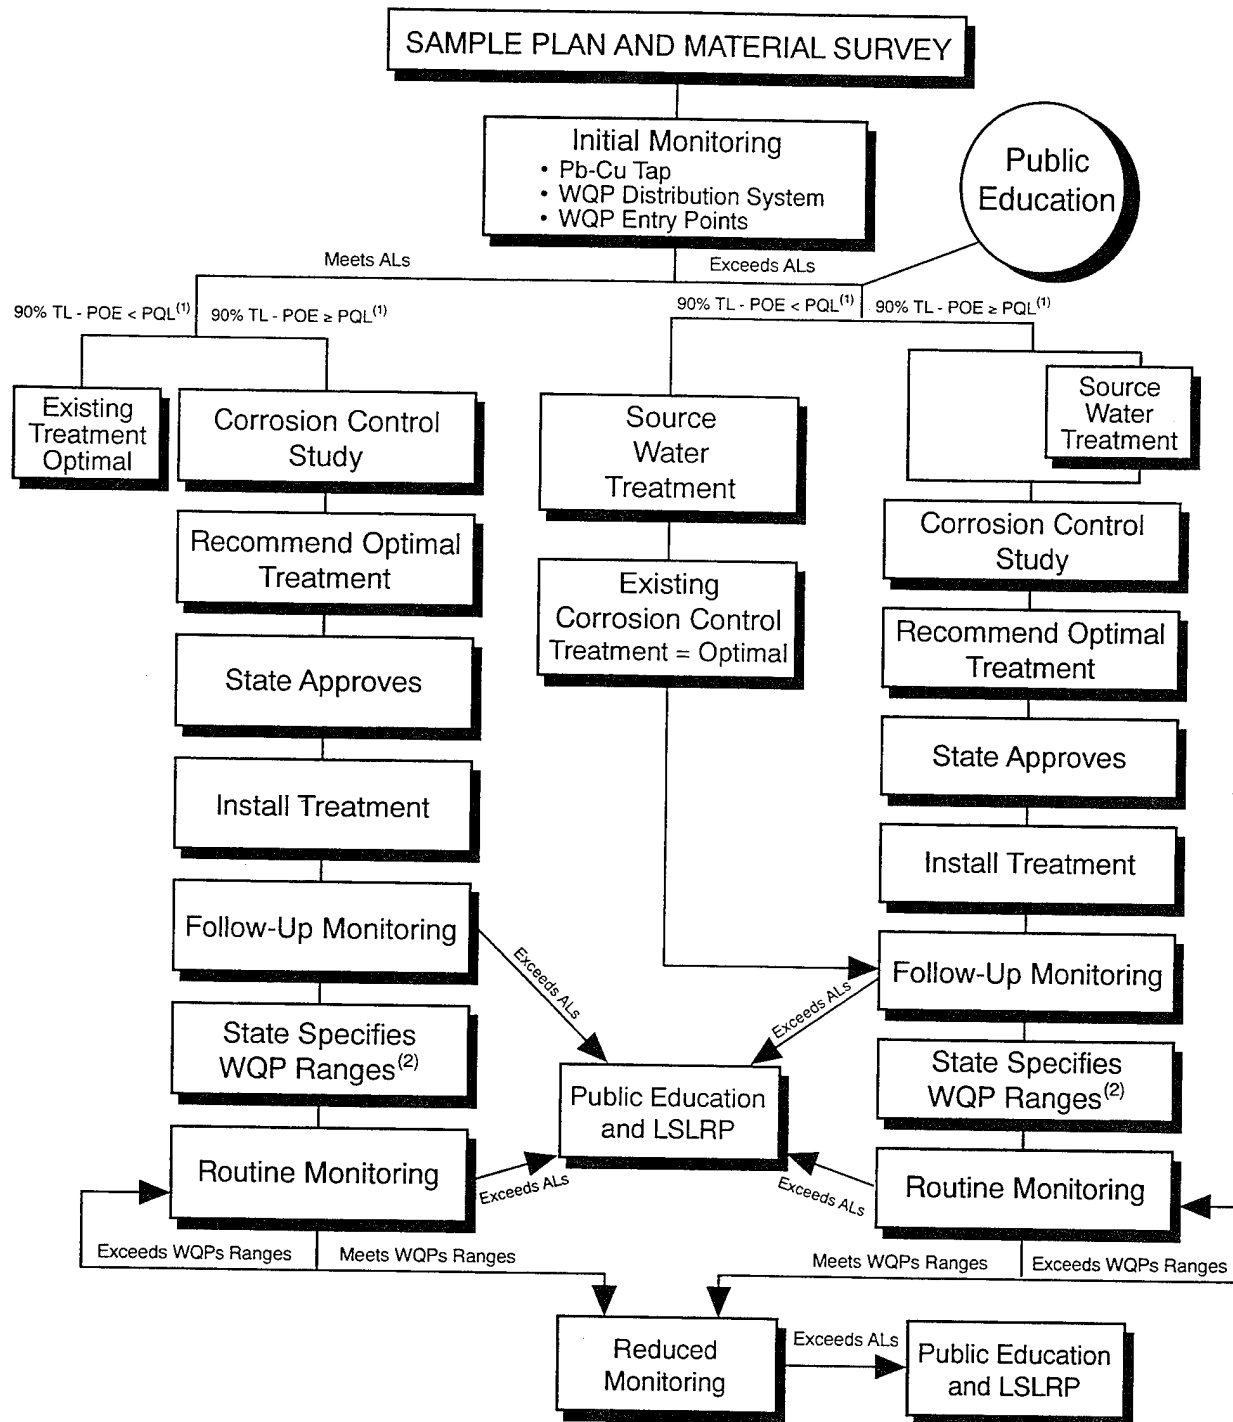 SAMPLE PLAN AND MATERIAL SURVEY
Initial Monitoring
• Pb-Cu Tap
• WQP Distribution System
• WQP Entry Points
Public
Education
Meets ALs
Exceeds ALs
90% TL - POE < PQL(1)
90% TL - POE ≥ PQL(1)
90% TL - POE < PQL(1)
90% TL - POE ≥ PQL(1)
Existing
Treatment
Optimal
Corrosion Control
Study
Source
Water
Treatment
Source
Water
Treatment
Corrosion Control
Study
Recommend Optimal
Treatment
Existing
Corrosion Control
Treatment = Optimal
Recommend Optimal
Treatment
State Approves
State Approves
Install Treatment
Install Treatment
Follow-Up Monitoring
Exceeds ALs
Follow-Up Monitoring
Exceeds ALs
State Specifies
WQP Ranges(2)
Public Education
and LSLRP
State Specifies
WQP Ranges(2)
Routine Monitoring
Exceeds ALs
Exceeds ALs
Routine Monitoring
Exceeds WQPs Ranges
Meets WQPs Ranges
Meets WQPs Ranges
Exceeds WQPs Ranges
Reduced
Monitoring
Exceeds ALs
Public Education
and LSLRP